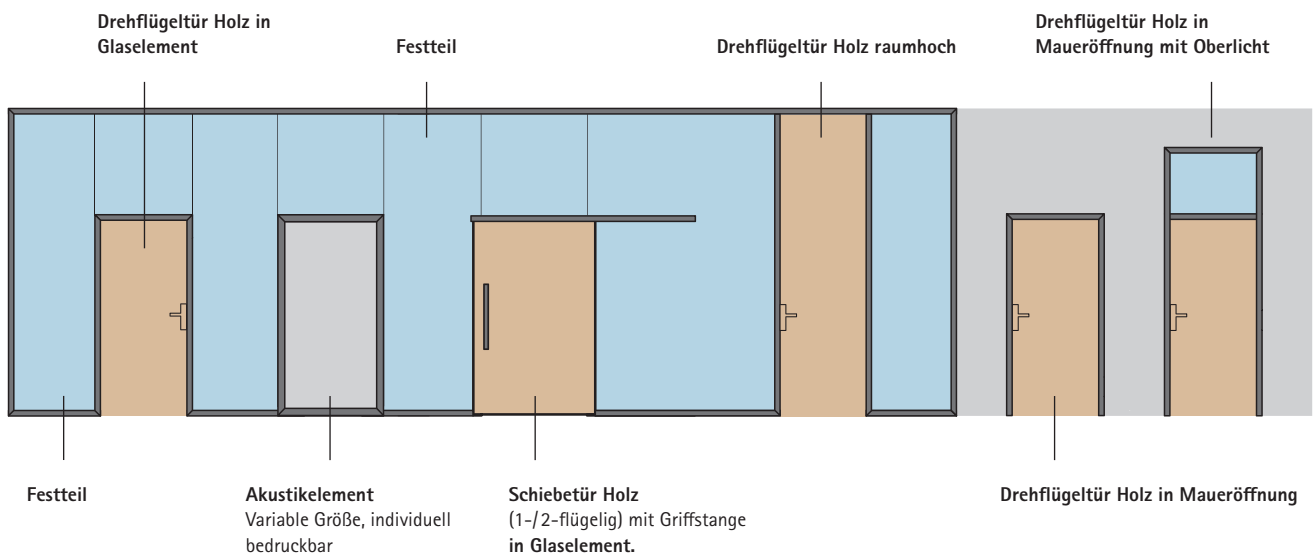 Drehflügeltür Holz in
Glaselement
Festteil
Drehflügeltür Holz raumhoch
Drehflügeltür Holz in
Maueröffnung mit Oberlicht
Festteil
Akustikelement
Variable Größe, individuell
bedruckbar
Schiebetür Holz
(1-/2-flügelig) mit Griffstange
in Glaselement.
Drehflügeltür Holz in Maueröffnung